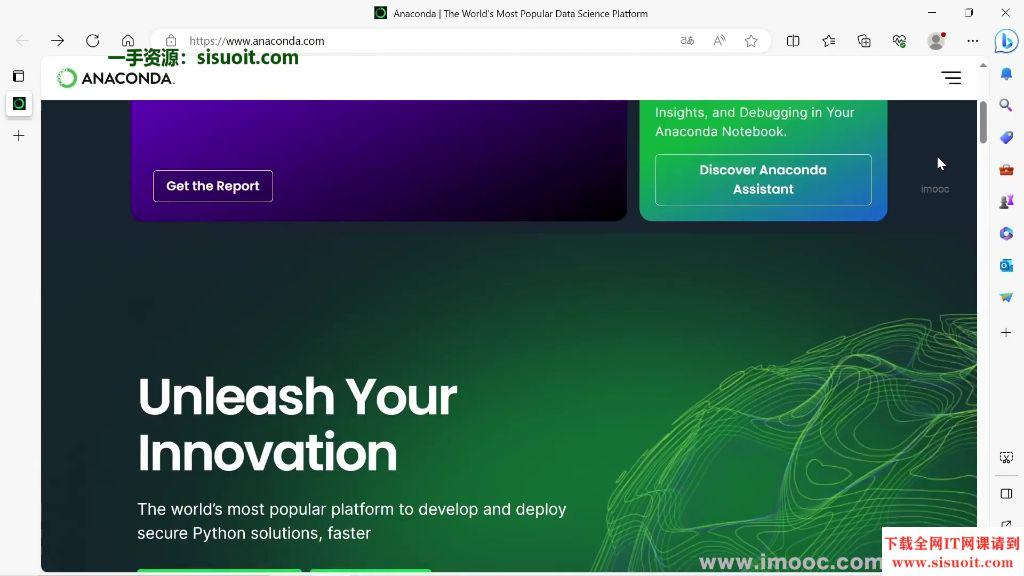 Anaconda | The World's Most Popular Data Science Platform
https://www.anaconda.com
一手资源：sisuoit.com
ANACONDA.
Insights, and Debugging in Your
Anaconda Notebook.
Get the Report
Discover Anaconda
Assistant
imooc
Unleash Your
Innovation
The world's most popular platform to develop and deploy
secure Python solutions, faster
www.imooc.com
下载全网IT网课请到
www.sisuoit.com